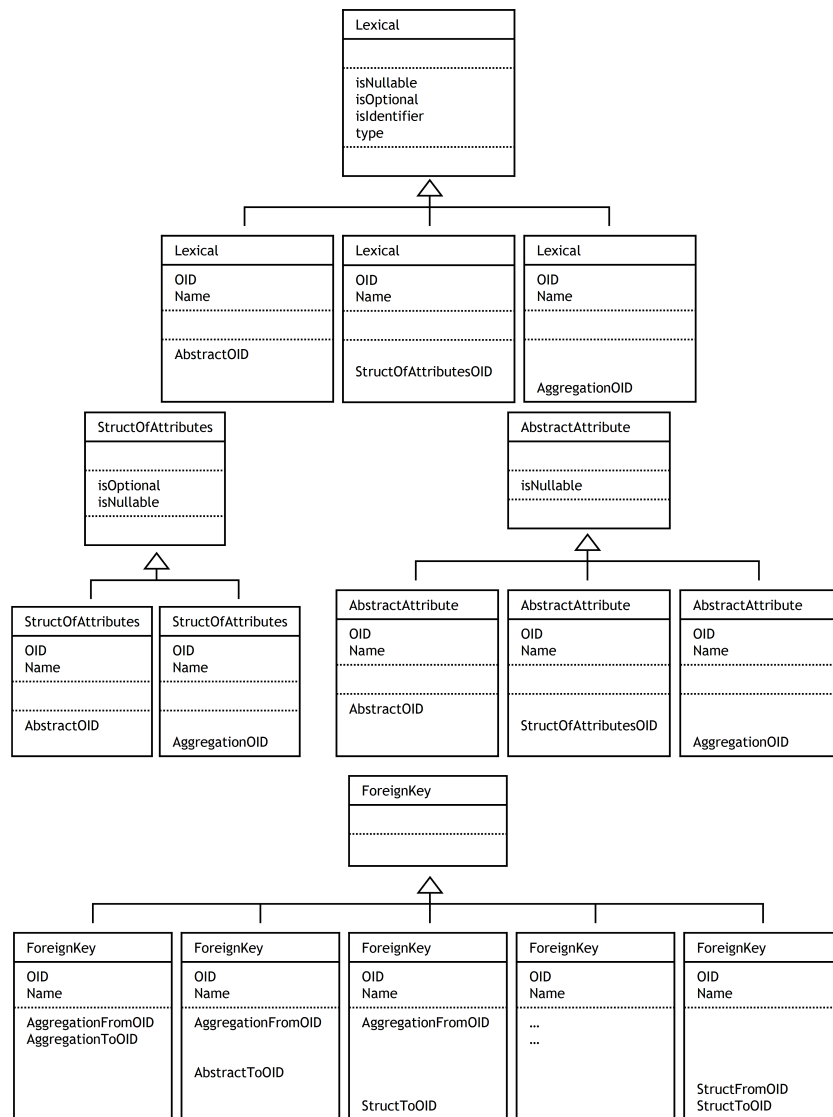 Lexical
isNullable
isOptional
isIdentifier
type
Lexical
OID
Name
AbstractOID
Lexical
OID
Name
StructOfAttributesOID
Lexical
OID
Name
AggregationOID
StructOfAttributes
isOptional
isNullable
AbstractAttribute
isNullable
StructOfAttributes
OID
Name
AbstractOID
StructOfAttributes
OID
Name
AggregationOID
AbstractAttribute
OID
Name
AbstractOID
AbstractAttribute
OID
Name
StructOfAttributesOID
AbstractAttribute
OID
Name
AggregationOID
ForeignKey
ForeignKey
OID
Name
AggregationFromOID
AggregationToOID
ForeignKey
OID
Name
AggregationFromOID
AbstractToOID
ForeignKey
OID
Name
AggregationFromOID
StructToOID
ForeignKey
OID
Name
...
...
ForeignKey
OID
Name
StructFromOID
StructToOID